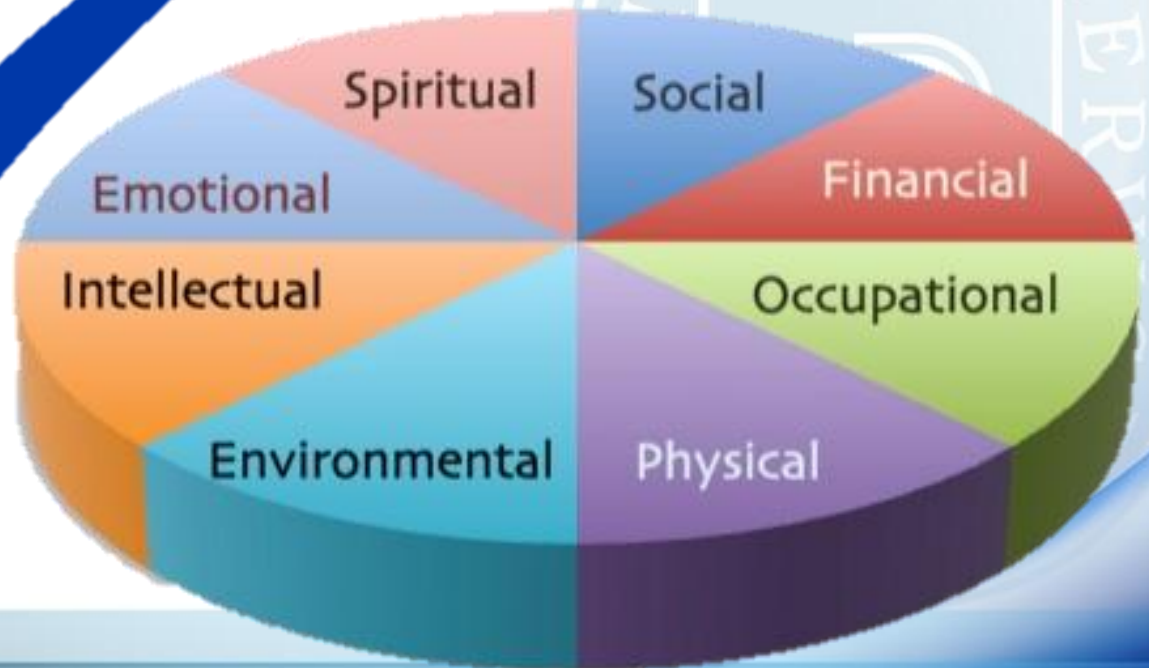 Spiritual
Social
Emotional
Financial
Intellectual
Occupational
Environmental
Physical